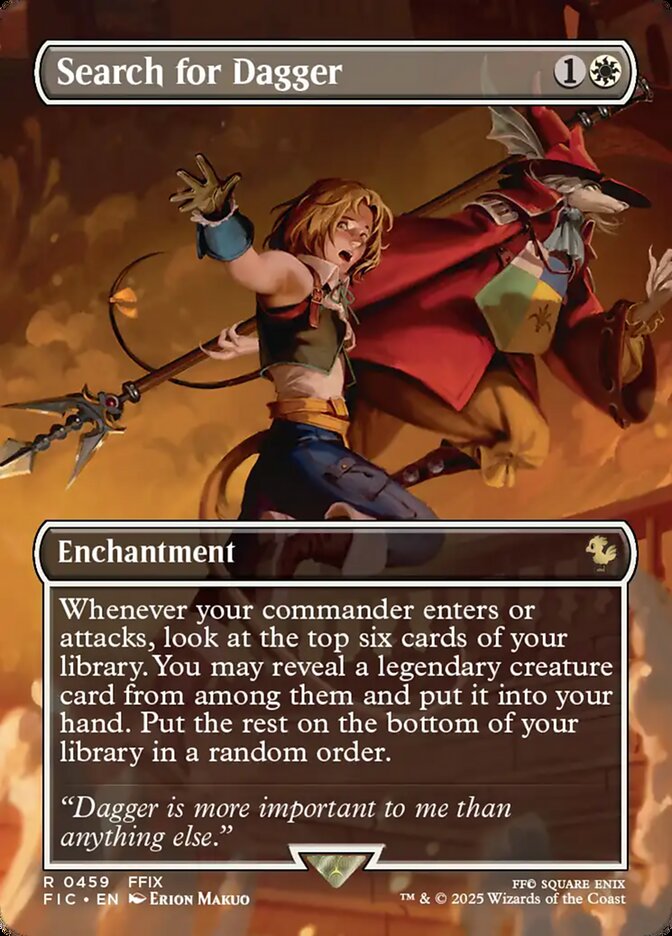 Search for Dagger 1
Enchantment
Whenever your commander enters or
attacks, look at the top six cards of your
library. You may reveal a legendary creature
card from among them and put it into your
hand. Put the rest on the bottom of your
library in a random order.
“Dagger is more important to me than
anything else.”
R 0459 FFIX
FIC • EN Erion Makuo
FF© SQUARE ENIX
™ & © 2025 Wizards of the Coast